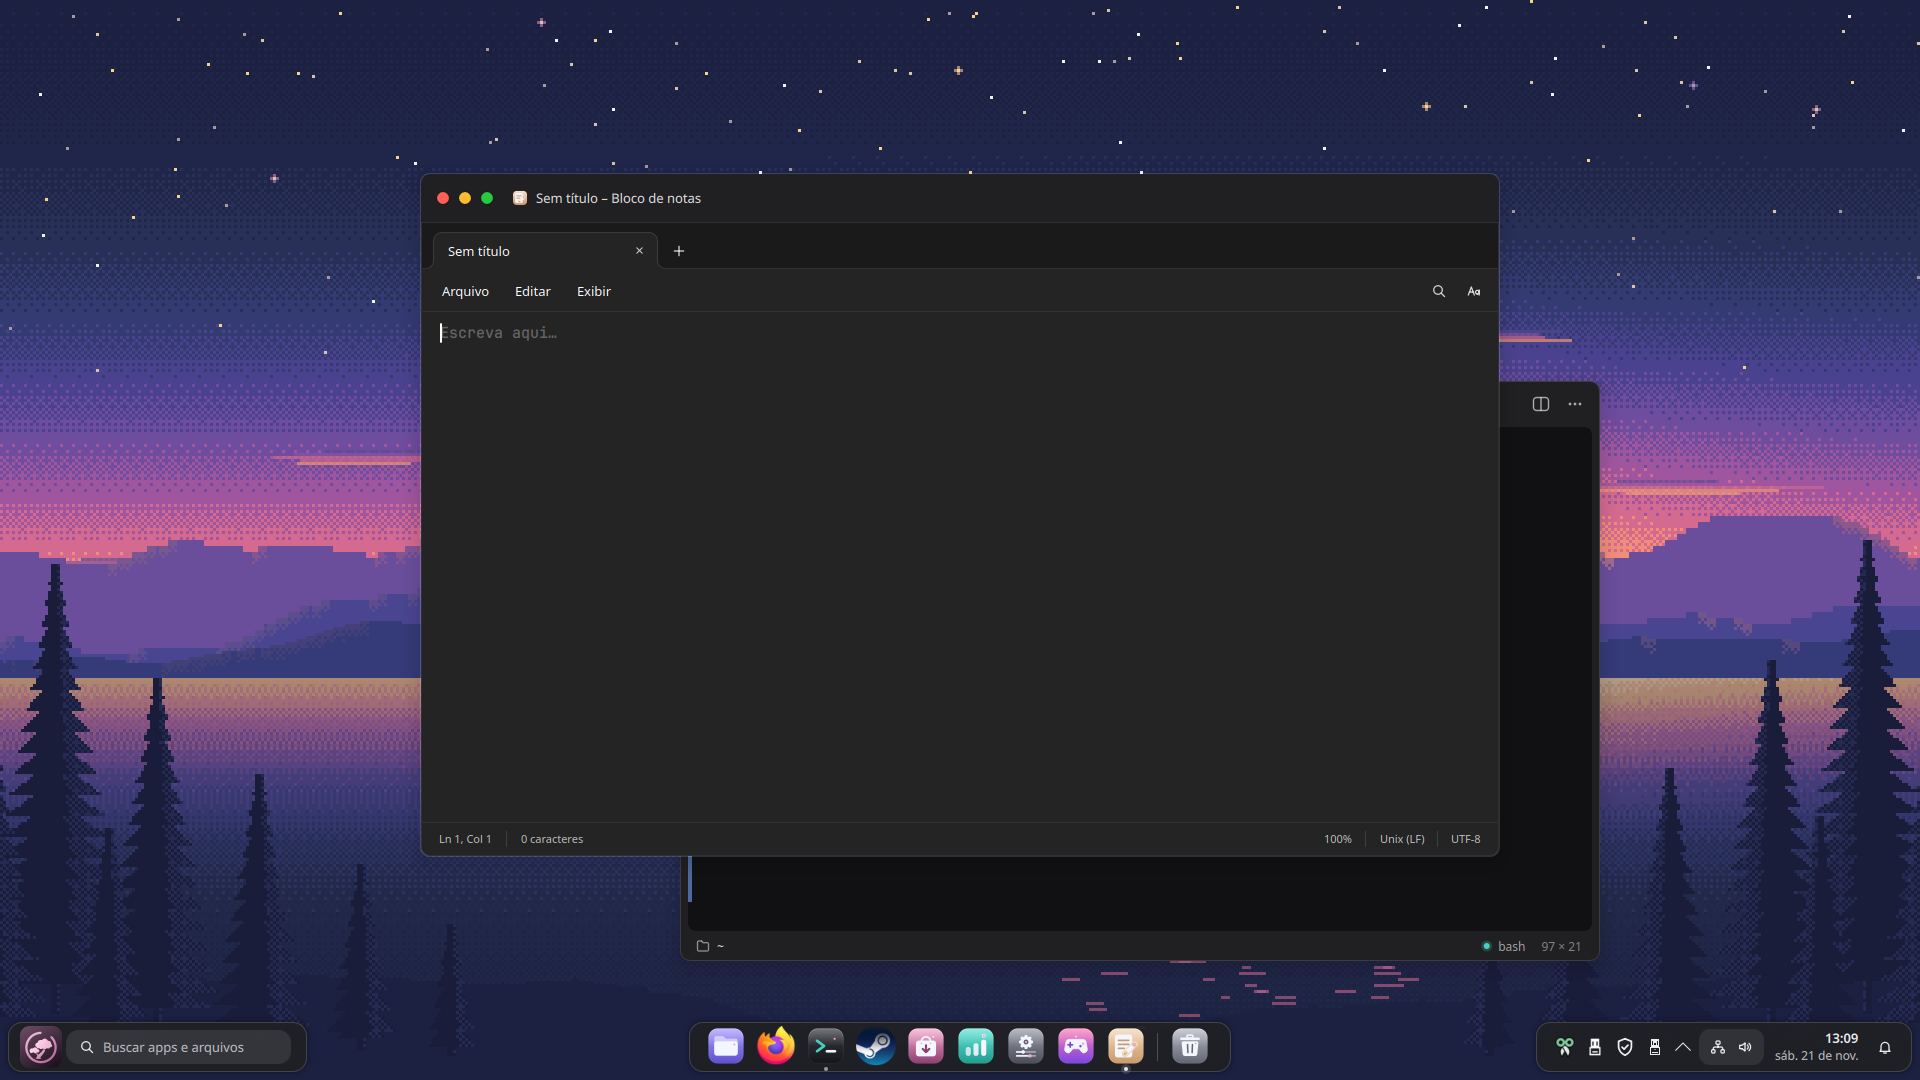 Sem título – Bloco de notas
Sem título
Arquivo Editar Exibir
Escreva aqui...
Ln 1, Col 1 0 caracteres 100% Unix (LF) UTF-8
~ bash 97 × 21
Buscar apps e arquivos
13:09
sáb. 21 de nov.